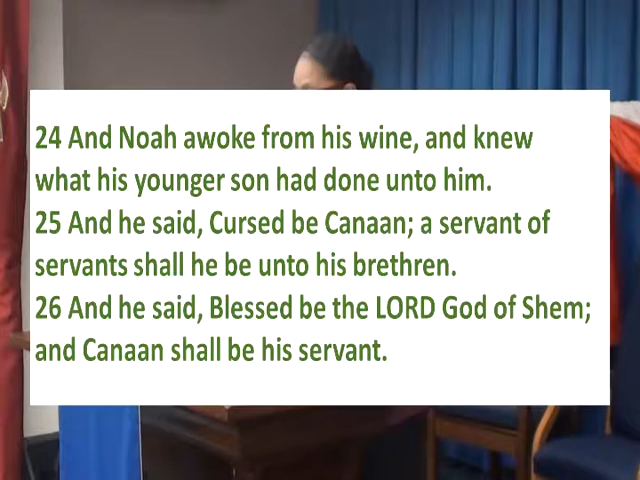 24 And Noah awoke from his wine, and knew
what his younger son had done unto him.
25 And he said, Cursed be Canaan; a servant of
servants shall he be unto his brethren.
26 And he said, Blessed be the LORD God of Shem;
and Canaan shall be his servant.